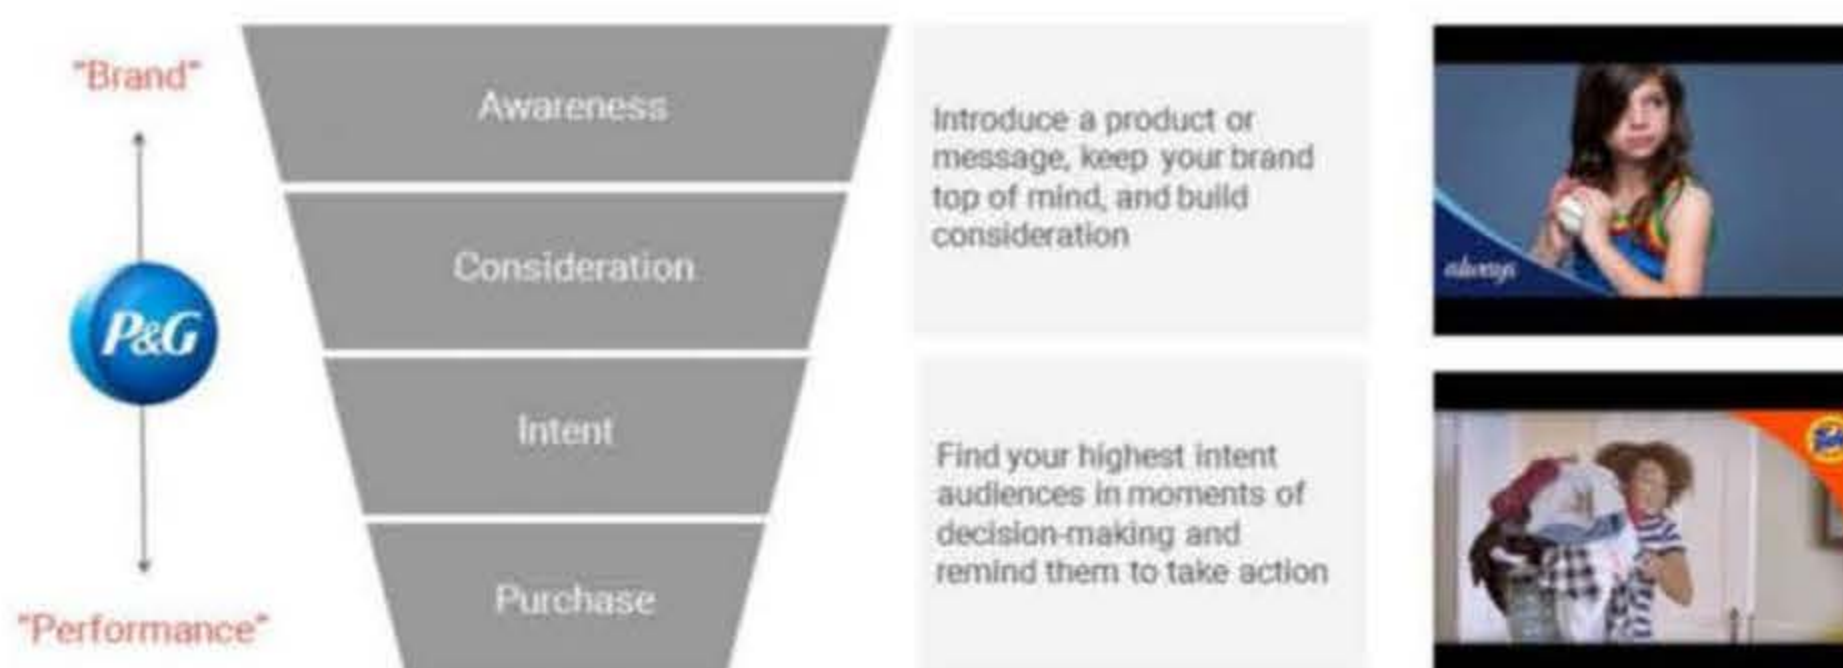 "Brand"
P&G
"Performance"
Awareness
Consideration
Intent
Purchase
Introduce a product or
message, keep your brand
top of mind, and build
consideration
Find your highest intent
audiences in moments of
decision-making and
remind them to take action
always